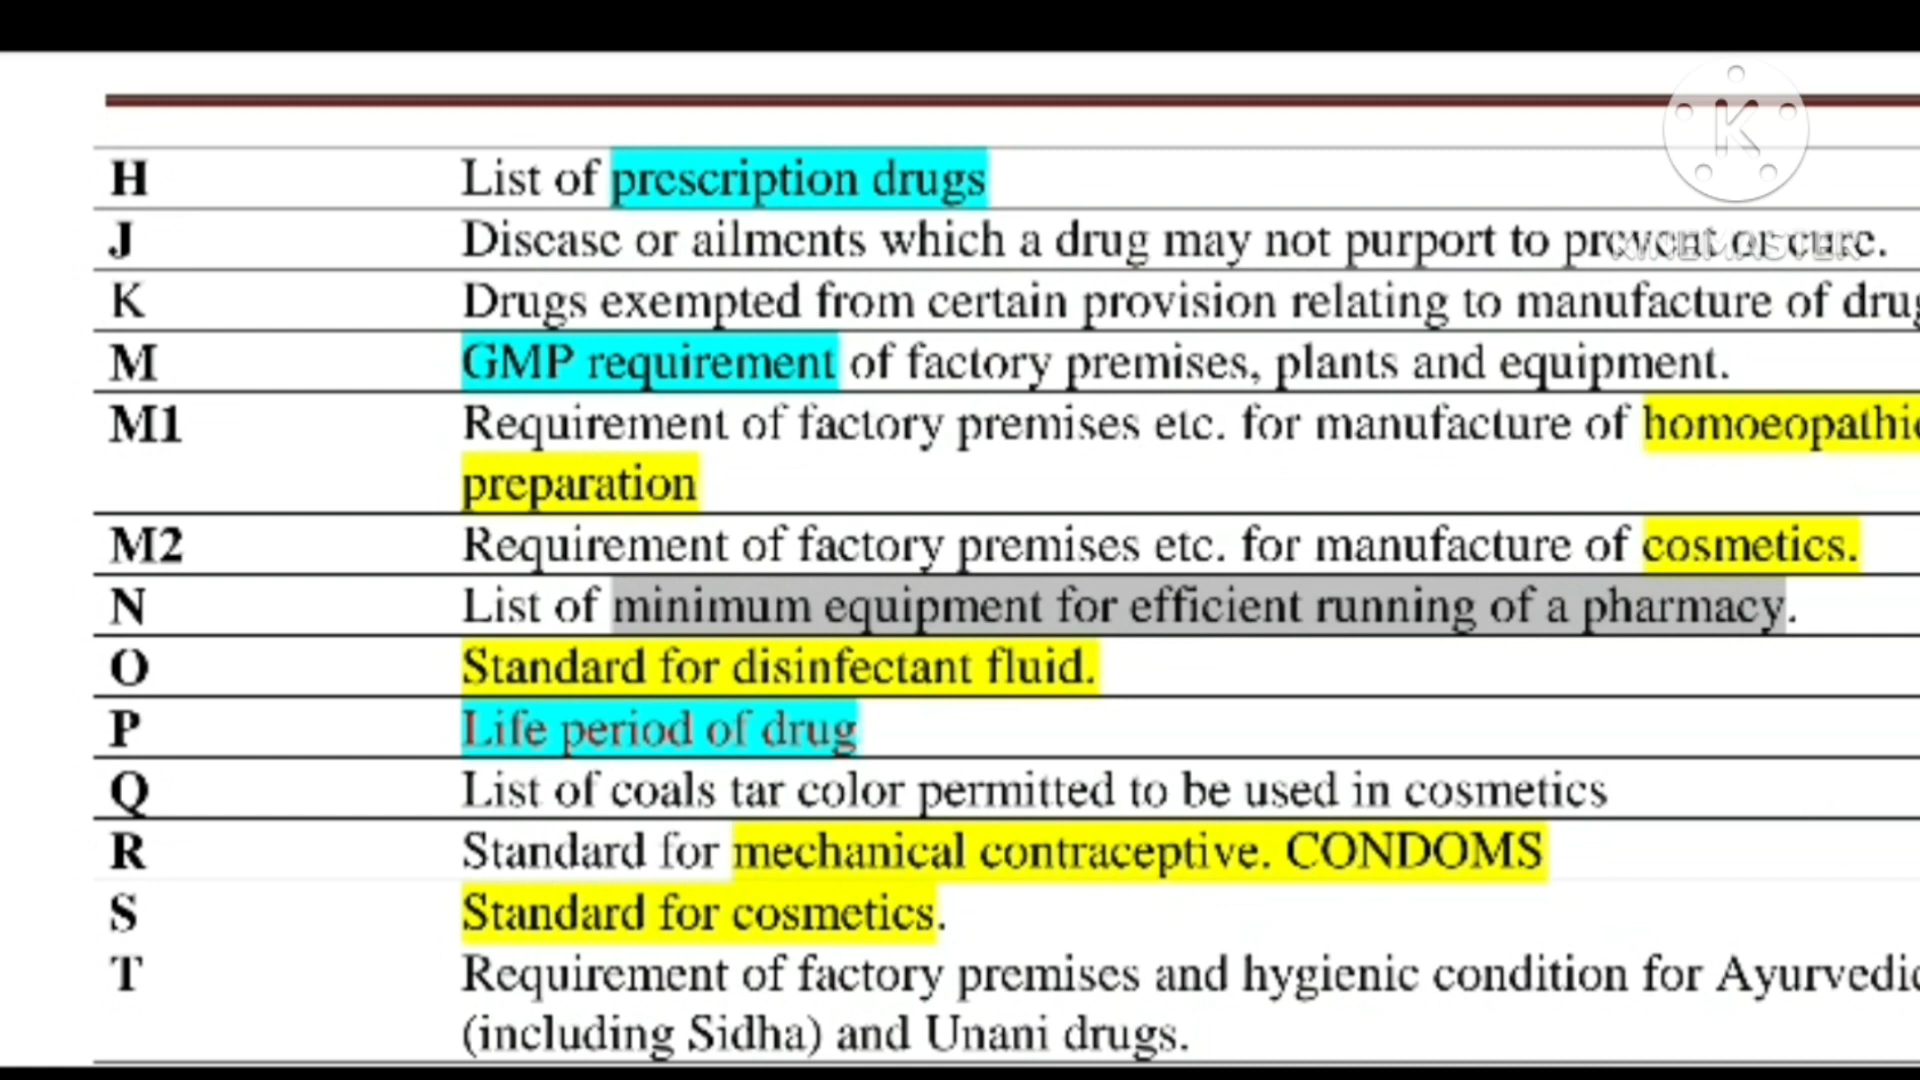 H List of prescription drugs
J Disease or ailments which a drug may not purport to prevent or cure.
K Drugs exempted from certain provision relating to manufacture of drug
M GMP requirement of factory premises, plants and equipment.
M1 Requirement of factory premises etc. for manufacture of homoeopathic
preparation
M2 Requirement of factory premises etc. for manufacture of cosmetics.
N List of minimum equipment for efficient running of a pharmacy.
O Standard for disinfectant fluid.
P Life period of drug
Q List of coals tar color permitted to be used in cosmetics
R Standard for mechanical contraceptive. CONDOMS
S Standard for cosmetics.
T Requirement of factory premises and hygienic condition for Ayurvedic
(including Sidha) and Unani drugs.
K
KINEMASTER